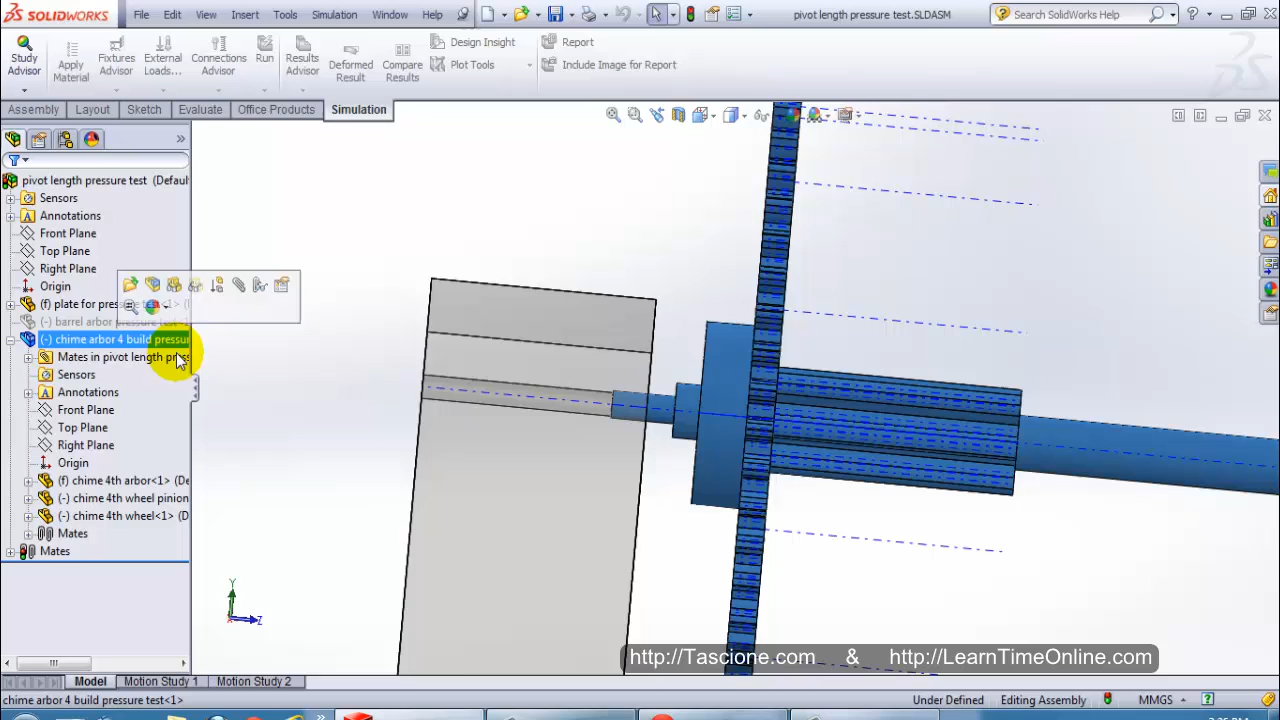 SOLIDWORKS File Edit View Insert Tools Simulation Window Help pivot length pressure test.SLDASM Search SolidWorks Help
Study Advisor Apply Material Fixtures Advisor External Loads... Connections Advisor Run Results Advisor Deformed Result Compare Results Design Insight Plot Tools Report Include Image for Report
Assembly Layout Sketch Evaluate Office Products Simulation
pivot length pressure test (Defau
Sensors
Annotations
Front Plane
Top Plane
Right Plane
Origin
(f) plate for
(-) barrel arbor pressure test
(-) chime arbor 4 build pressur
Mates in pivot length press
Sensors
Annotations
Front Plane
Top Plane
Right Plane
Origin
(f) chime 4th arbor<1> (De
(-) chime 4th wheel pinion
(-) chime 4th wheel<1> (D
Mates
Mates
Y
Z
http://Tascione.com & http://LearnTimeOnline.com
Model Motion Study 1 Motion Study 2
chime arbor 4 build pressure test<1> Under Defined Editing Assembly MMGS